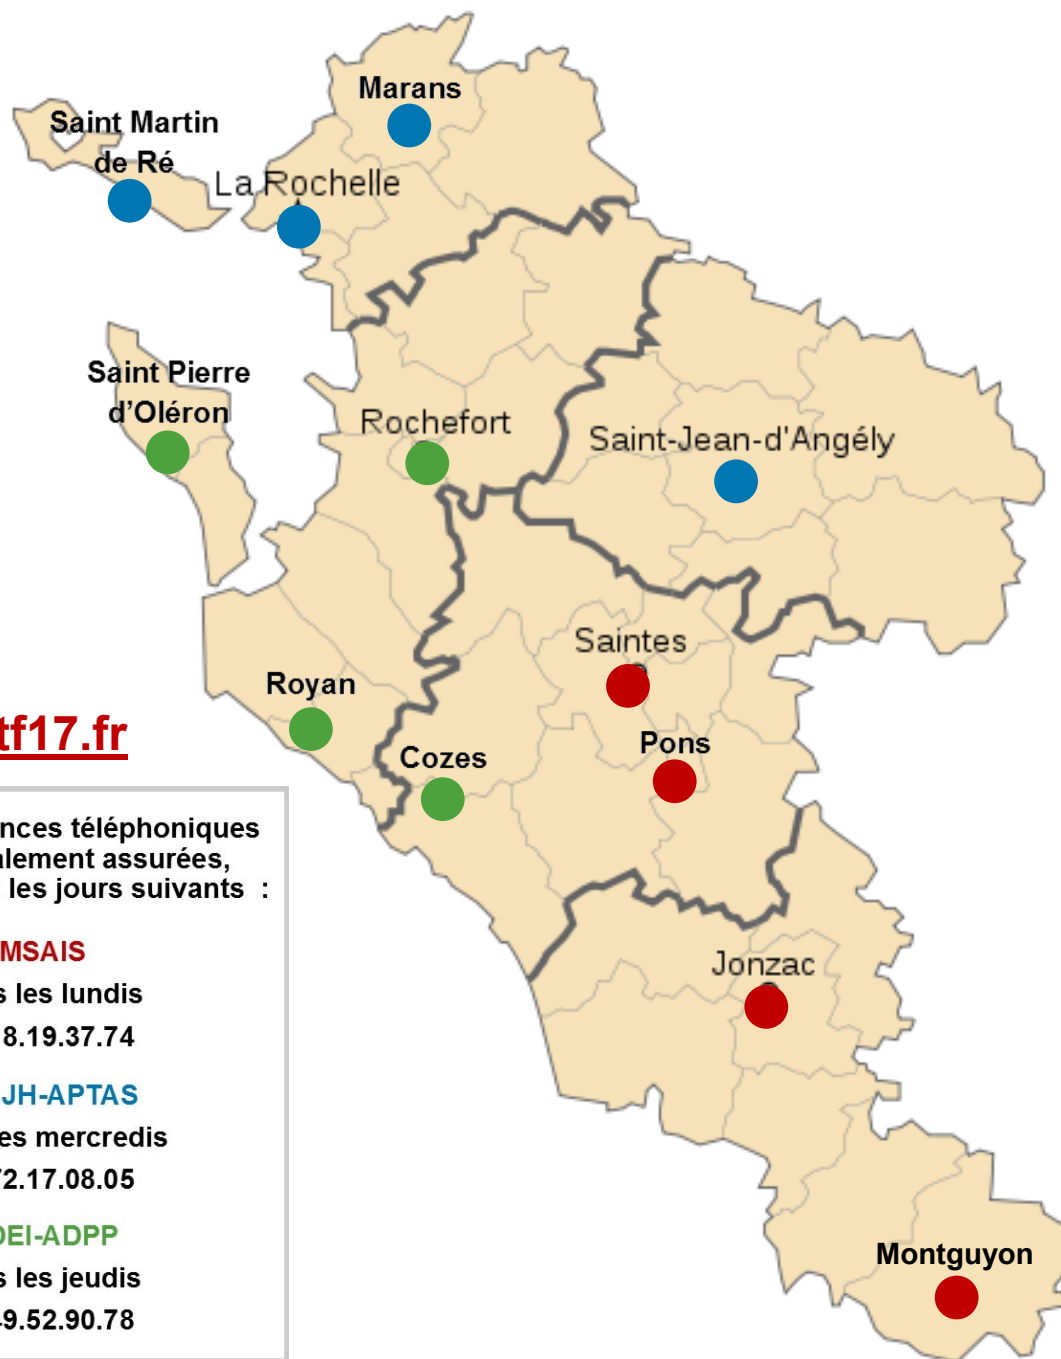 Marans
Saint Martin
de Ré
La Rochelle
Saint Pierre
d'Oléron
Rochefort
Saint-Jean-d'Angély
Saintes
Royan
tf17.fr
Pons
Cozes
nces téléphoniques
alement assurées,
les jours suivants :
MSAIS
s les lundis
8.19.37.74
Jonzac
JH-APTAS
es mercredis
72.17.08.05
DEI-ADPP
s les jeudis
49.52.90.78
Montguyon